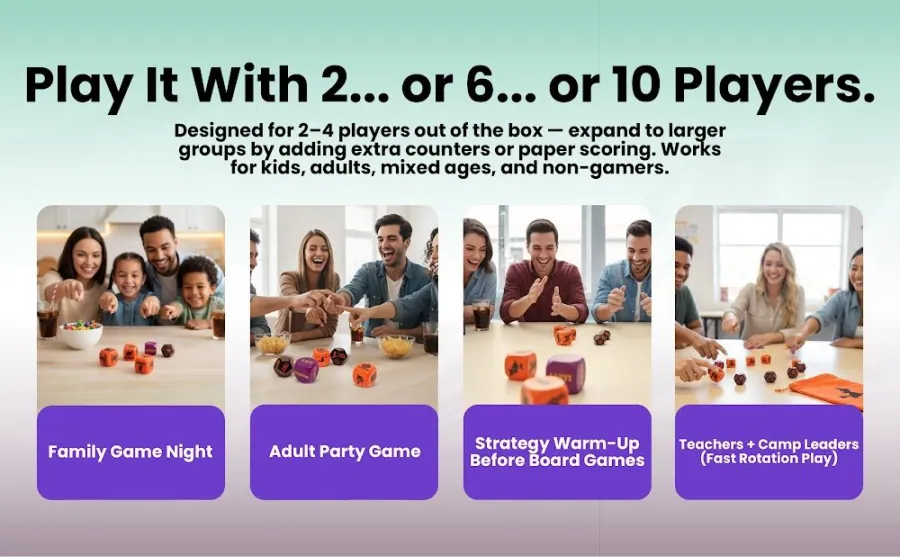 Play It With 2... or 6... or 10 Players.
Designed for 2–4 players out of the box — expand to larger
groups by adding extra counters or paper scoring. Works
for kids, adults, mixed ages, and non-gamers.
Family Game Night
Adult Party Game
Strategy Warm-Up
Before Board Games
Teachers + Camp Leaders
(Fast Rotation Play)